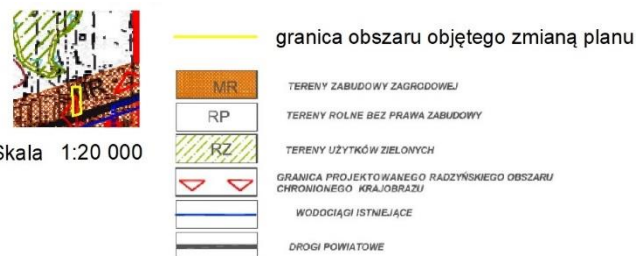 granica obszaru objętego zmianą planu
MR
MR
TERENY ZABUDOWY ZAGRODOWEJ
RP
TERENY ROLNE BEZ PRAWA ZABUDOWY
Skala 1:20 000
RZ
TERENY UŻYTKÓW ZIELONYCH
GRANICA PROJEKTOWANEGO RADZYŃSKIEGO OBSZARU
CHRONIONEGO KRAJOBRAZU
WODOCIĄGI ISTNIEJĄCE
DROGI POWIATOWE